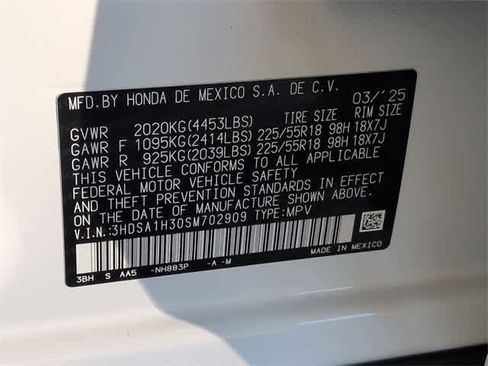 MFD.BY HONDA DE MEXICO S.A. DE C.V.
03/'25
TIRE SIZE RIM SIZE
GVWR 2020KG(4453LBS)
GAWR F 1095KG(2414LBS) 225/55R18 98H 18X7J
GAWR R 925KG(2039LBS) 225/55R18 98H 18X7J
THIS VEHICLE CONFORMS TO ALL APPLICABLE
FEDERAL MOTOR VEHICLE SAFETY STANDARDS IN EFFECT
ON THE DATE OF MANUFACTURE SHOWN ABOVE.
V.I.N.:3HDSA1H30SM702909 TYPE:MPV
MADE IN MEXICO
3BH S AA5 -NH883P -A -M